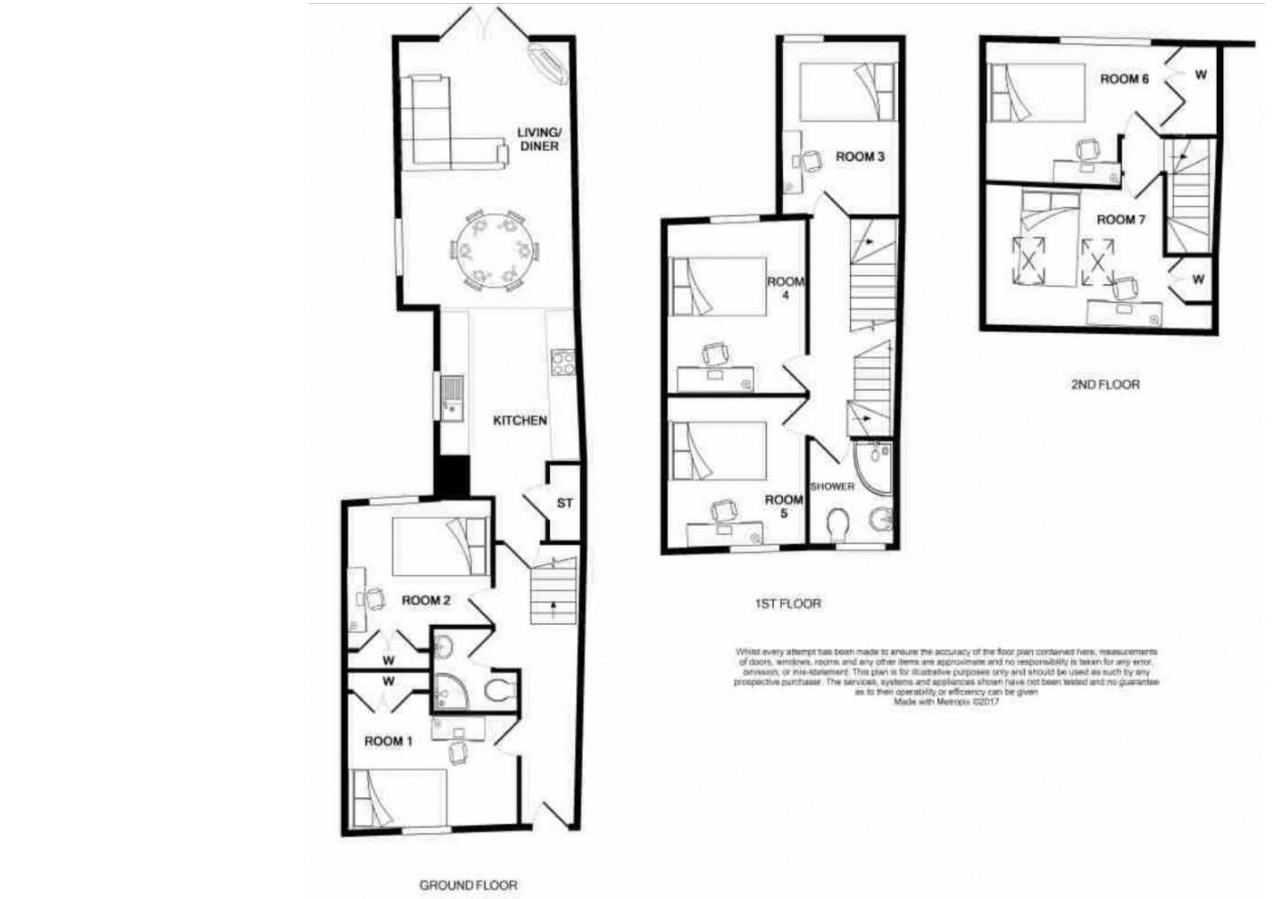 LIVING/
DINER
KITCHEN
ST
ROOM 2
W
W
ROOM 1
GROUND FLOOR
ROOM 3
ROOM
4
ROOM
5
SHOWER
1ST FLOOR
ROOM 6
W
ROOM 7
W
2ND FLOOR
Whilst every attempt has been made to ensure the accuracy of the floor plan contained here, measurements
of doors, windows, rooms and any other items are approximate and no responsibility is taken for any error,
omission, or mis-statement. This plan is for illustrative purposes only and should be used as such by any
prospective purchaser. The services, systems and appliances shown have not been tested and no guarantee
as to their operability or efficiency can be given
Made with Metropix ©2017